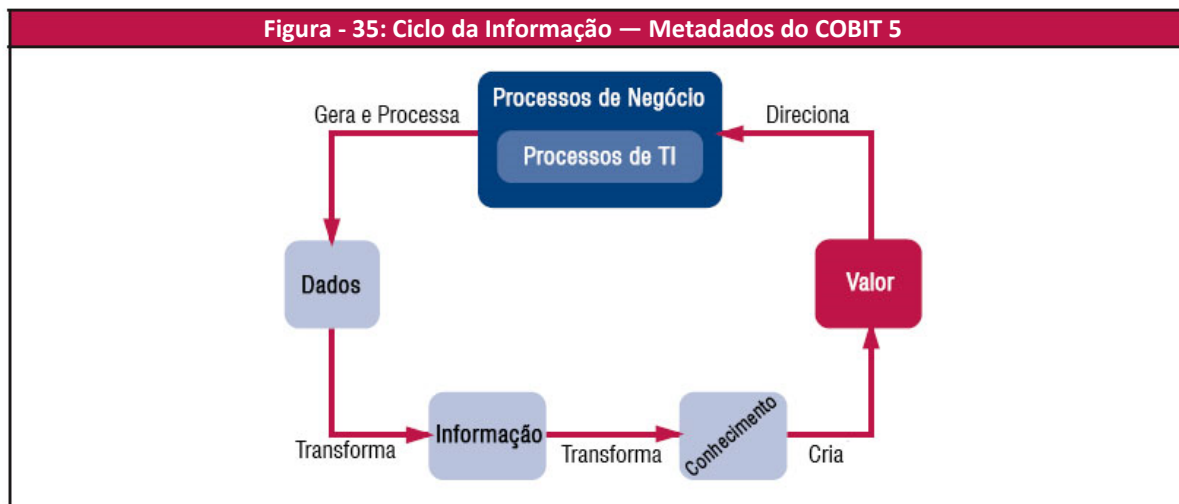 Figura - 35: Ciclo da Informação — Metadados do COBIT 5
Processos de Negócio
Gera e Processa
Direciona
Processos de TI
Dados
Valor
Informação
Conhecimento
Transforma
Transforma
Cria